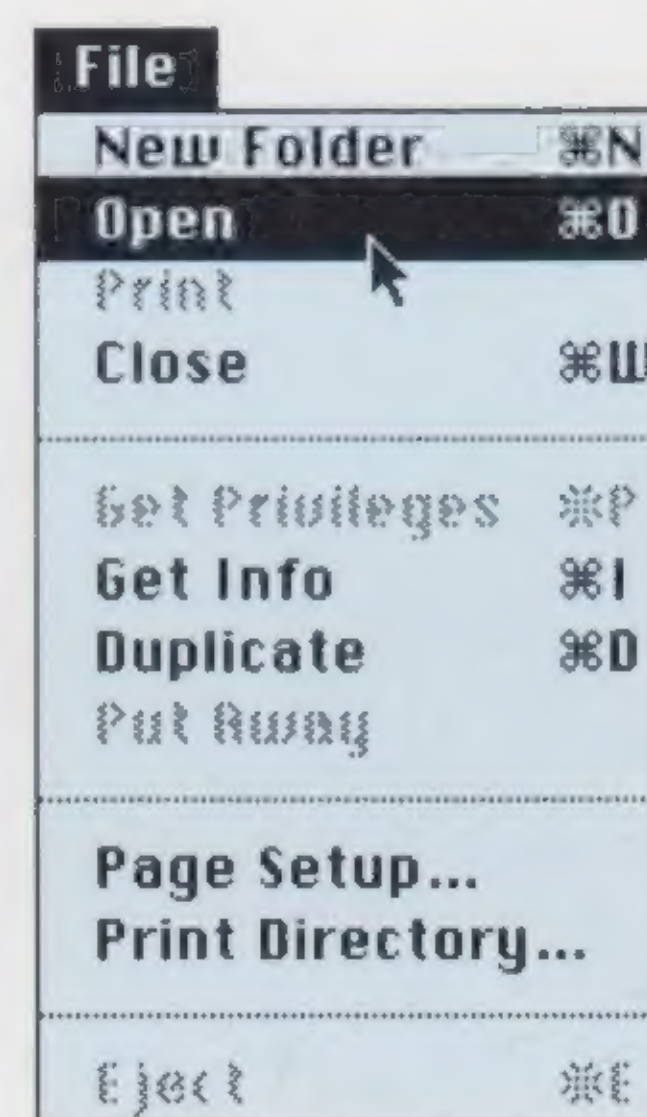 File
New Folder ⌘N
Open ⌘O
Print
Close ⌘W
Get Privileges ⌘P
Get Info ⌘I
Duplicate ⌘D
Put Away
Page Setup...
Print Directory...
Eject ⌘E